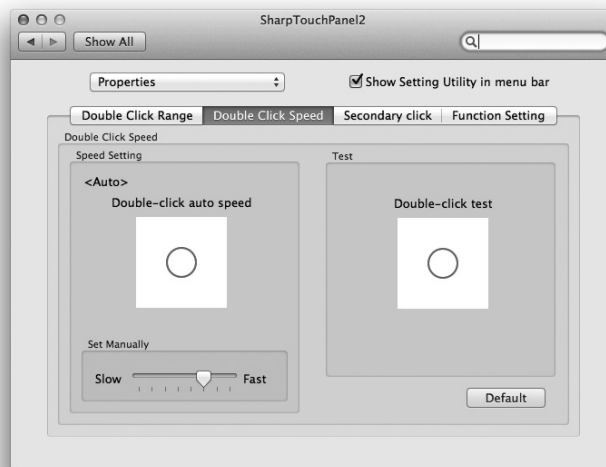 SharpTouchPanel2
Show All
Properties
Show Setting Utility in menu bar
Double Click Range Double Click Speed Secondary click Function Setting
Double Click Speed
Speed Setting
Test
<Auto>
Double-click auto speed
Double-click test
Set Manually
Slow Fast
Default